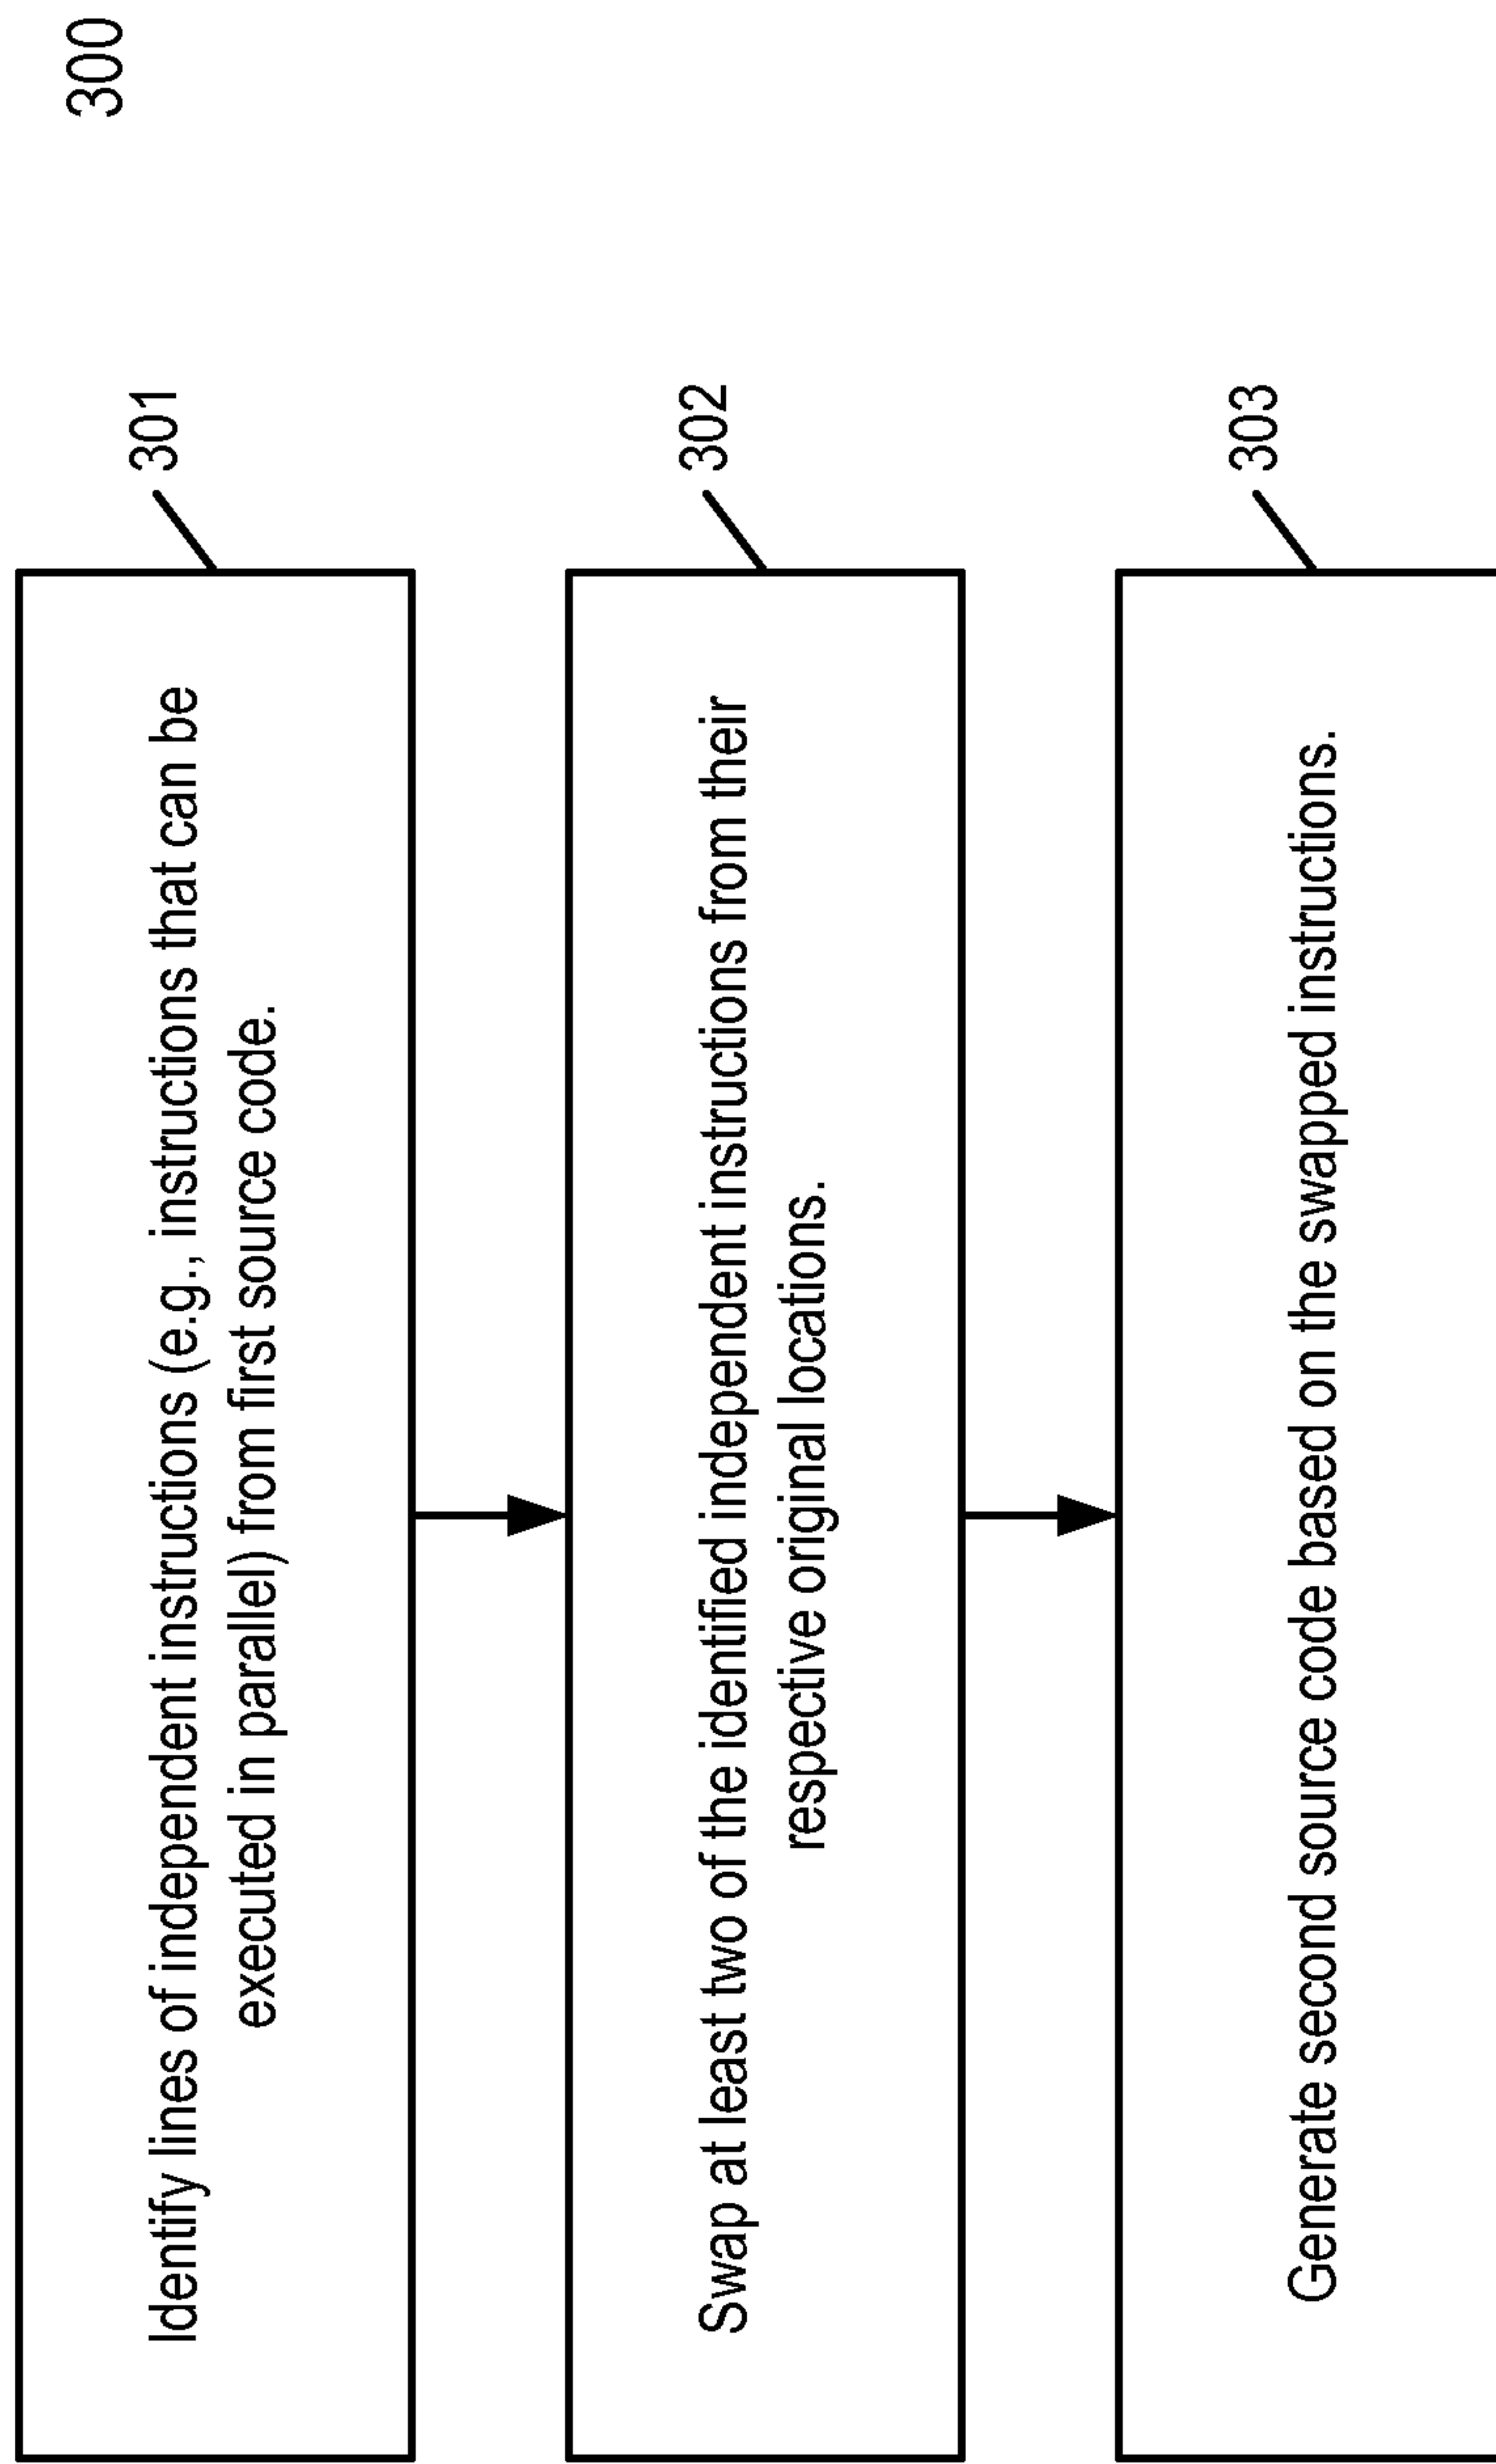 300
301
Identify lines of independent instructions (e.g., instructions that can be
executed in parallel) from first source code.
302
Swap at least two of the identified independent instructions from their
respective original locations.
303
Generate second source code based on the swapped instructions.